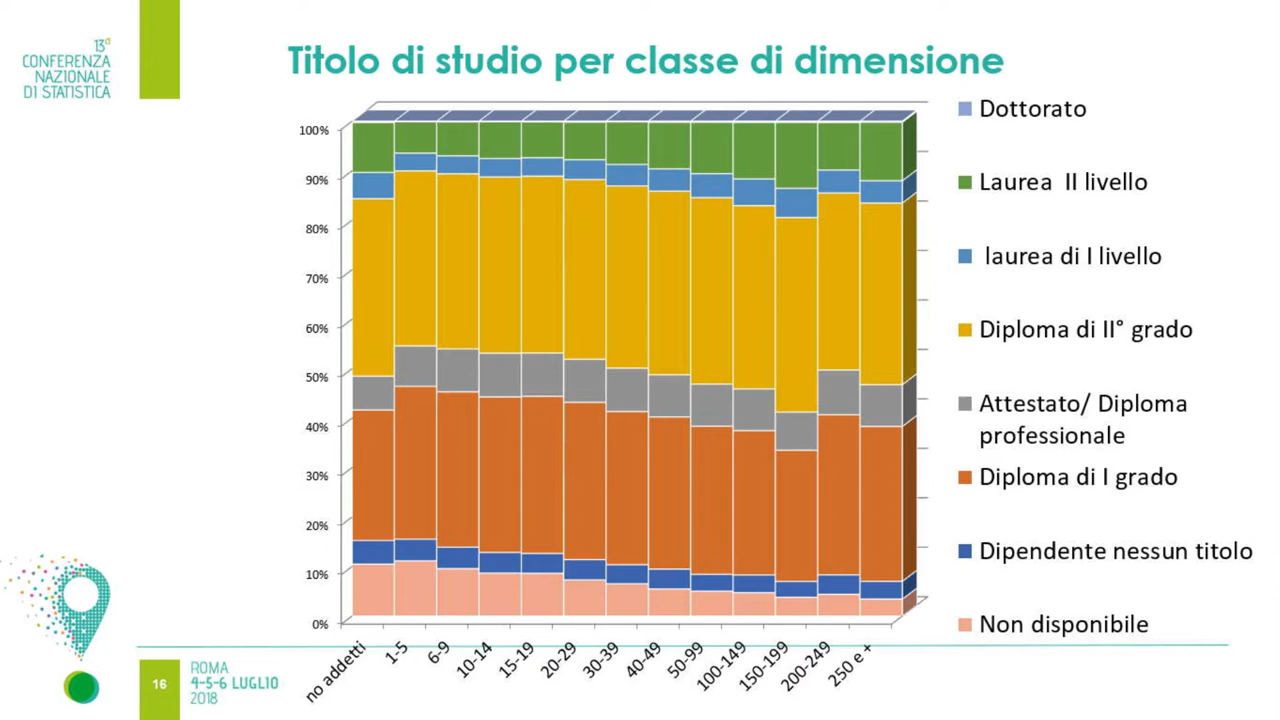 13ª
CONFERENZA
NAZIONALE
DI STATISTICA
Titolo di studio per classe di dimensione
100%
90%
80%
70%
60%
50%
40%
30%
20%
10%
0%
no addetti
1-5
6-9
10-14
15-19
20-29
30-39
40-49
50-99
100-149
150-199
200-249
250 e +
Dottorato
Laurea II livello
laurea di I livello
Diploma di II° grado
Attestato/ Diploma
professionale
Diploma di I grado
Dipendente nessun titolo
Non disponibile
16
ROMA
4-5-6 LUGLIO
2018